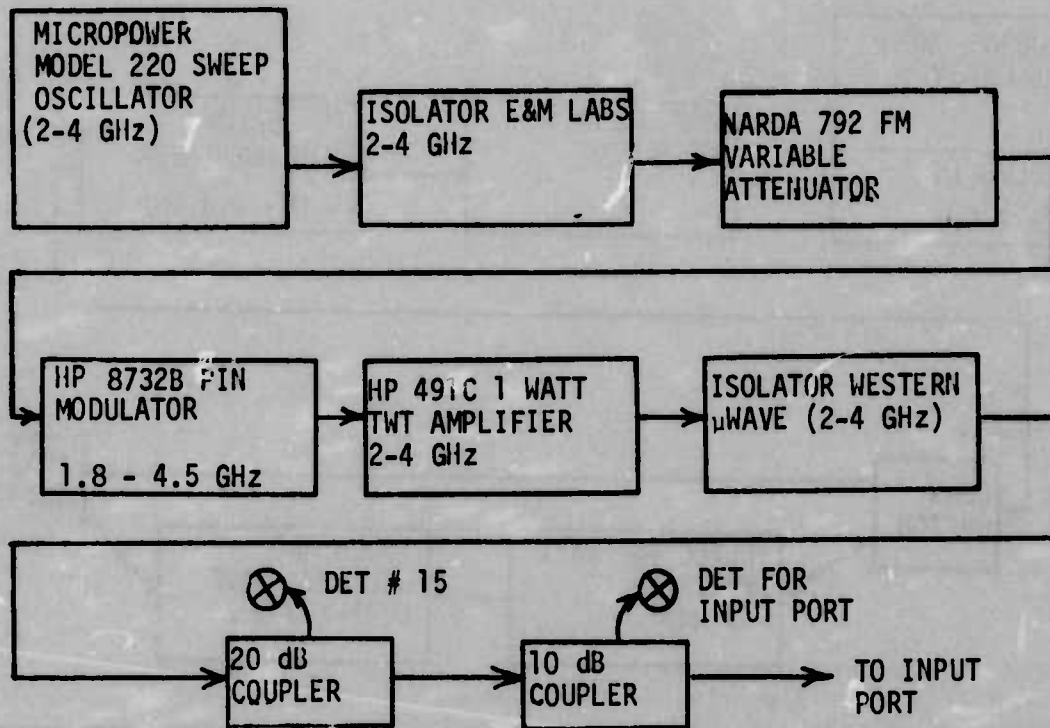 MICROPOWER
MODEL 220 SWEEP
OSCILLATOR
(2-4 GHz)
ISOLATOR E&M LABS
2-4 GHz
NARDA 792 FM
VARIABLE
ATTENUATOR
HP 8732B PIN
MODULATOR
1.8 - 4.5 GHz
HP 491C 1 WATT
TWT AMPLIFIER
2-4 GHz
ISOLATOR WESTERN
µWAVE (2-4 GHz)
DET # 15
DET FOR
INPUT PORT
20 dB
COUPLER
10 dB
COUPLER
TO INPUT
PORT